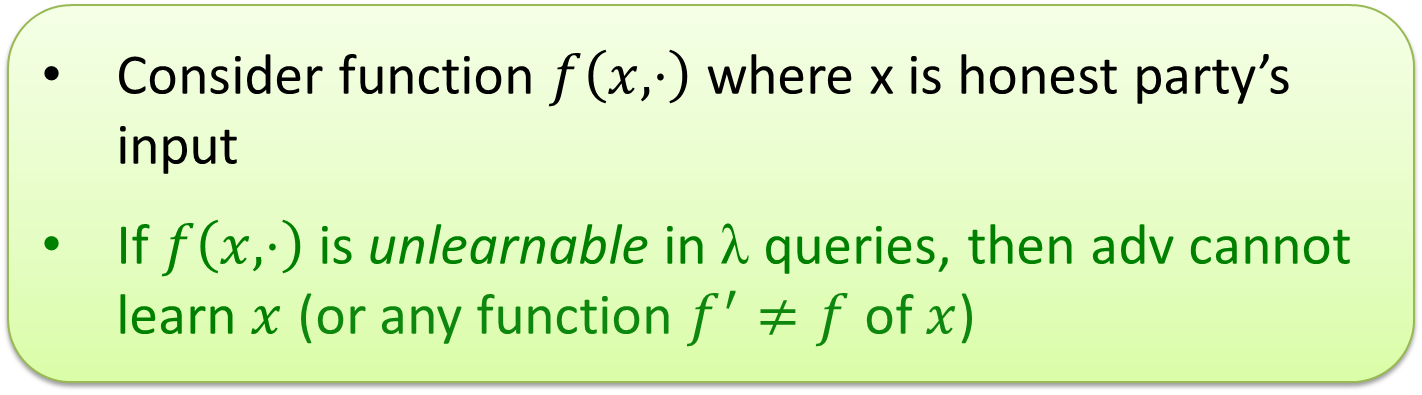 • Consider function f(x,·) where x is honest party's
input
• If f(x,·) is unlearnable in λ queries, then adv cannot
learn x (or any function f′ ≠ f of x)